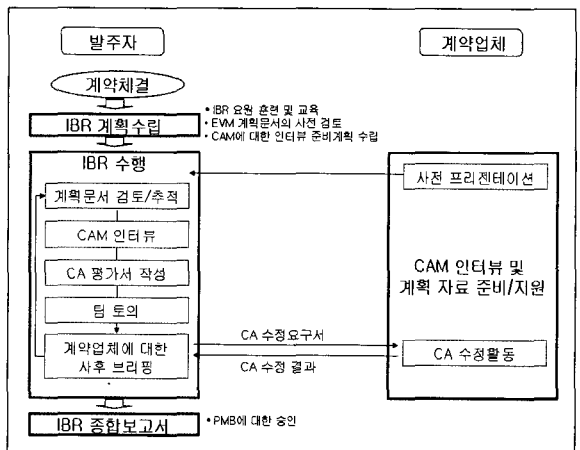 발주자
계약업체
계약체결
IBR 계획수립
• IBR 요원 훈련 및 교육
• EVM 계획문서의 사전 검토
• CAM에 대한 인터뷰 준비계획 수립
IBR 수행
계획문서 검토/추적
CAM 인터뷰
CA 평가서 작성
팀 토의
계약업체에 대한
사후 브리핑
사전 프리젠테이션
CAM 인터뷰 및
계획 자료 준비/지원
CA 수정요구서
CA 수정 결과
CA 수정활동
IBR 종합보고서
• PMB에 대한 승인